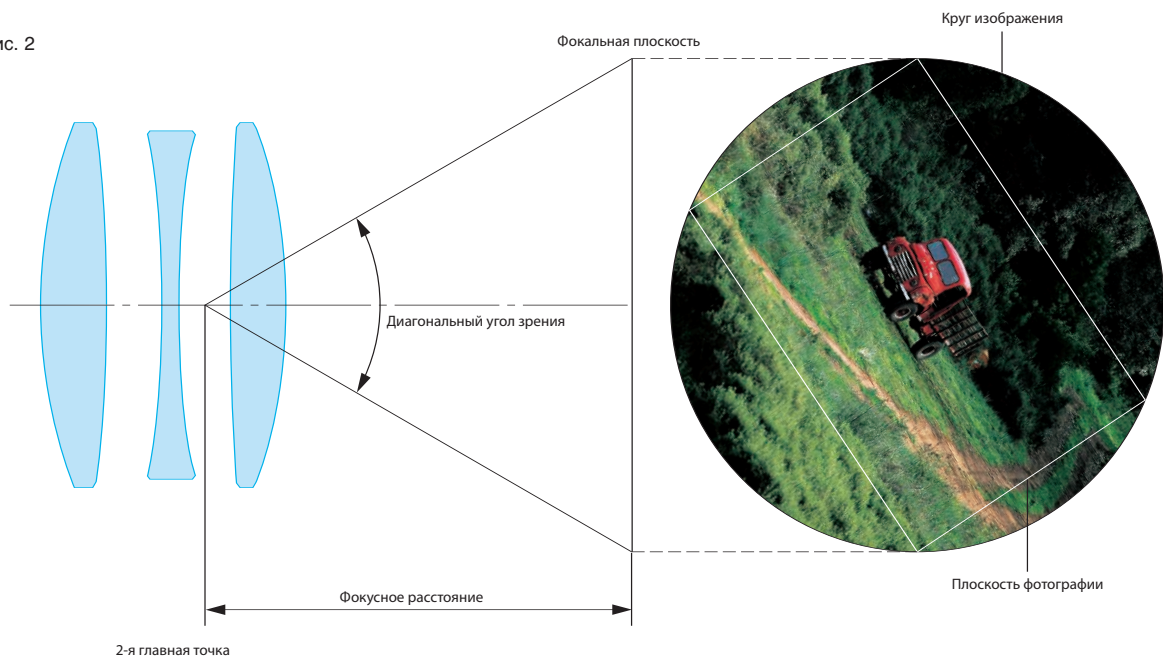 ис. 2
Круг изображения
Фокальная плоскость
Диагональный угол зрения
Плоскость фотографии
Фокусное расстояние
2-я главная точка